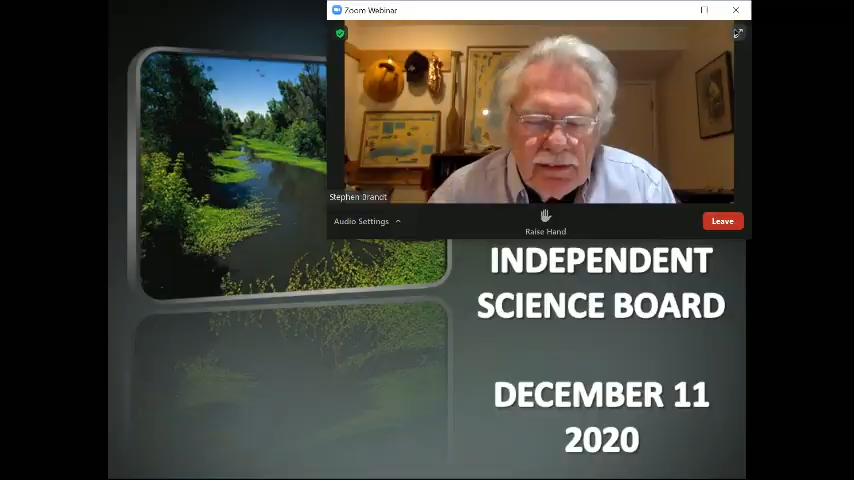 Zoom Webinar
Stephen Brandt
Audio Settings
Raise Hand
Leave
INDEPENDENT
SCIENCE BOARD
DECEMBER 11
2020